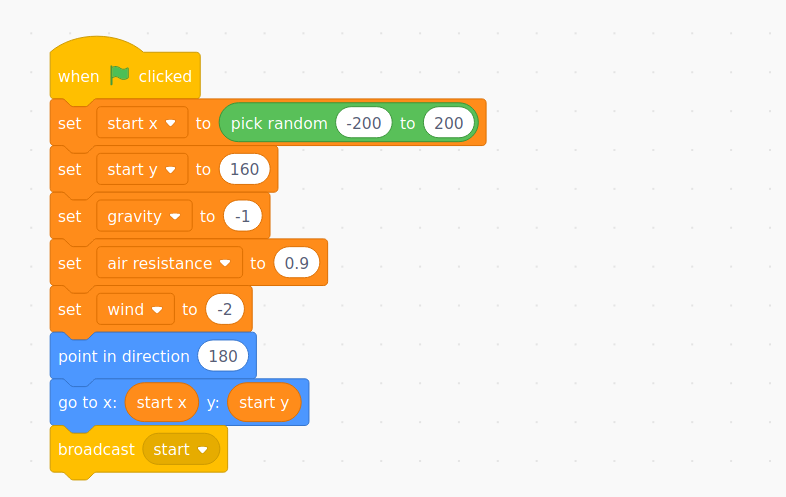 when clicked
set start x to pick random -200 to 200
set start y to 160
set gravity to -1
set air resistance to 0.9
set wind to -2
point in direction 180
go to x: start x y: start y
broadcast start